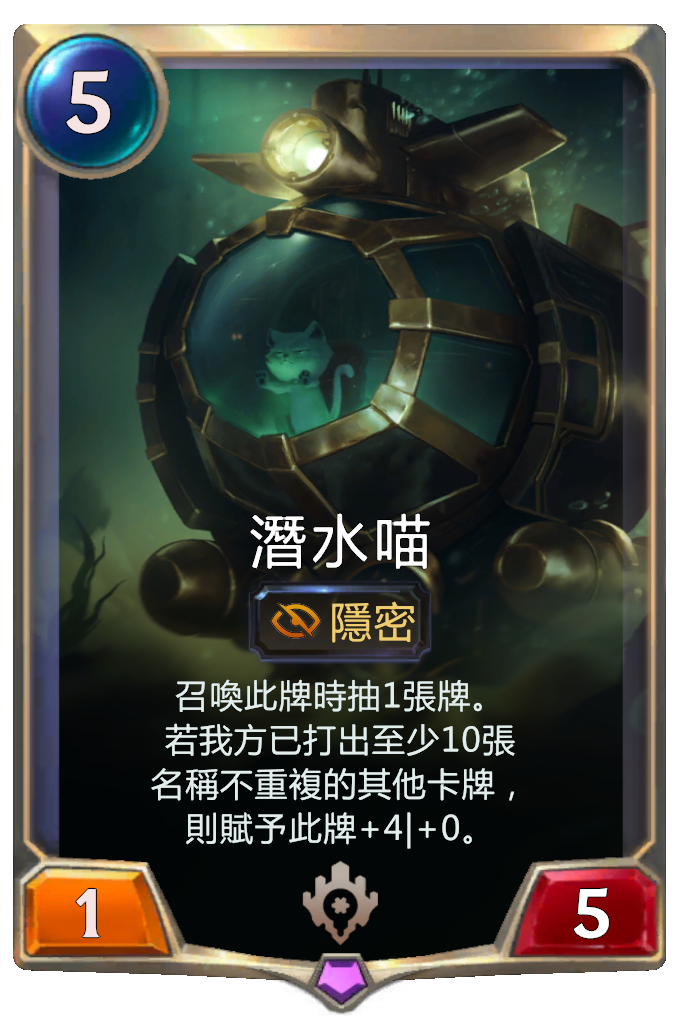 5
潛水喵
隱密
召喚此牌時抽1張牌。
若我方已打出至少10張
名稱不重複的其他卡牌，
則賦予此牌+4|+0。
1
5